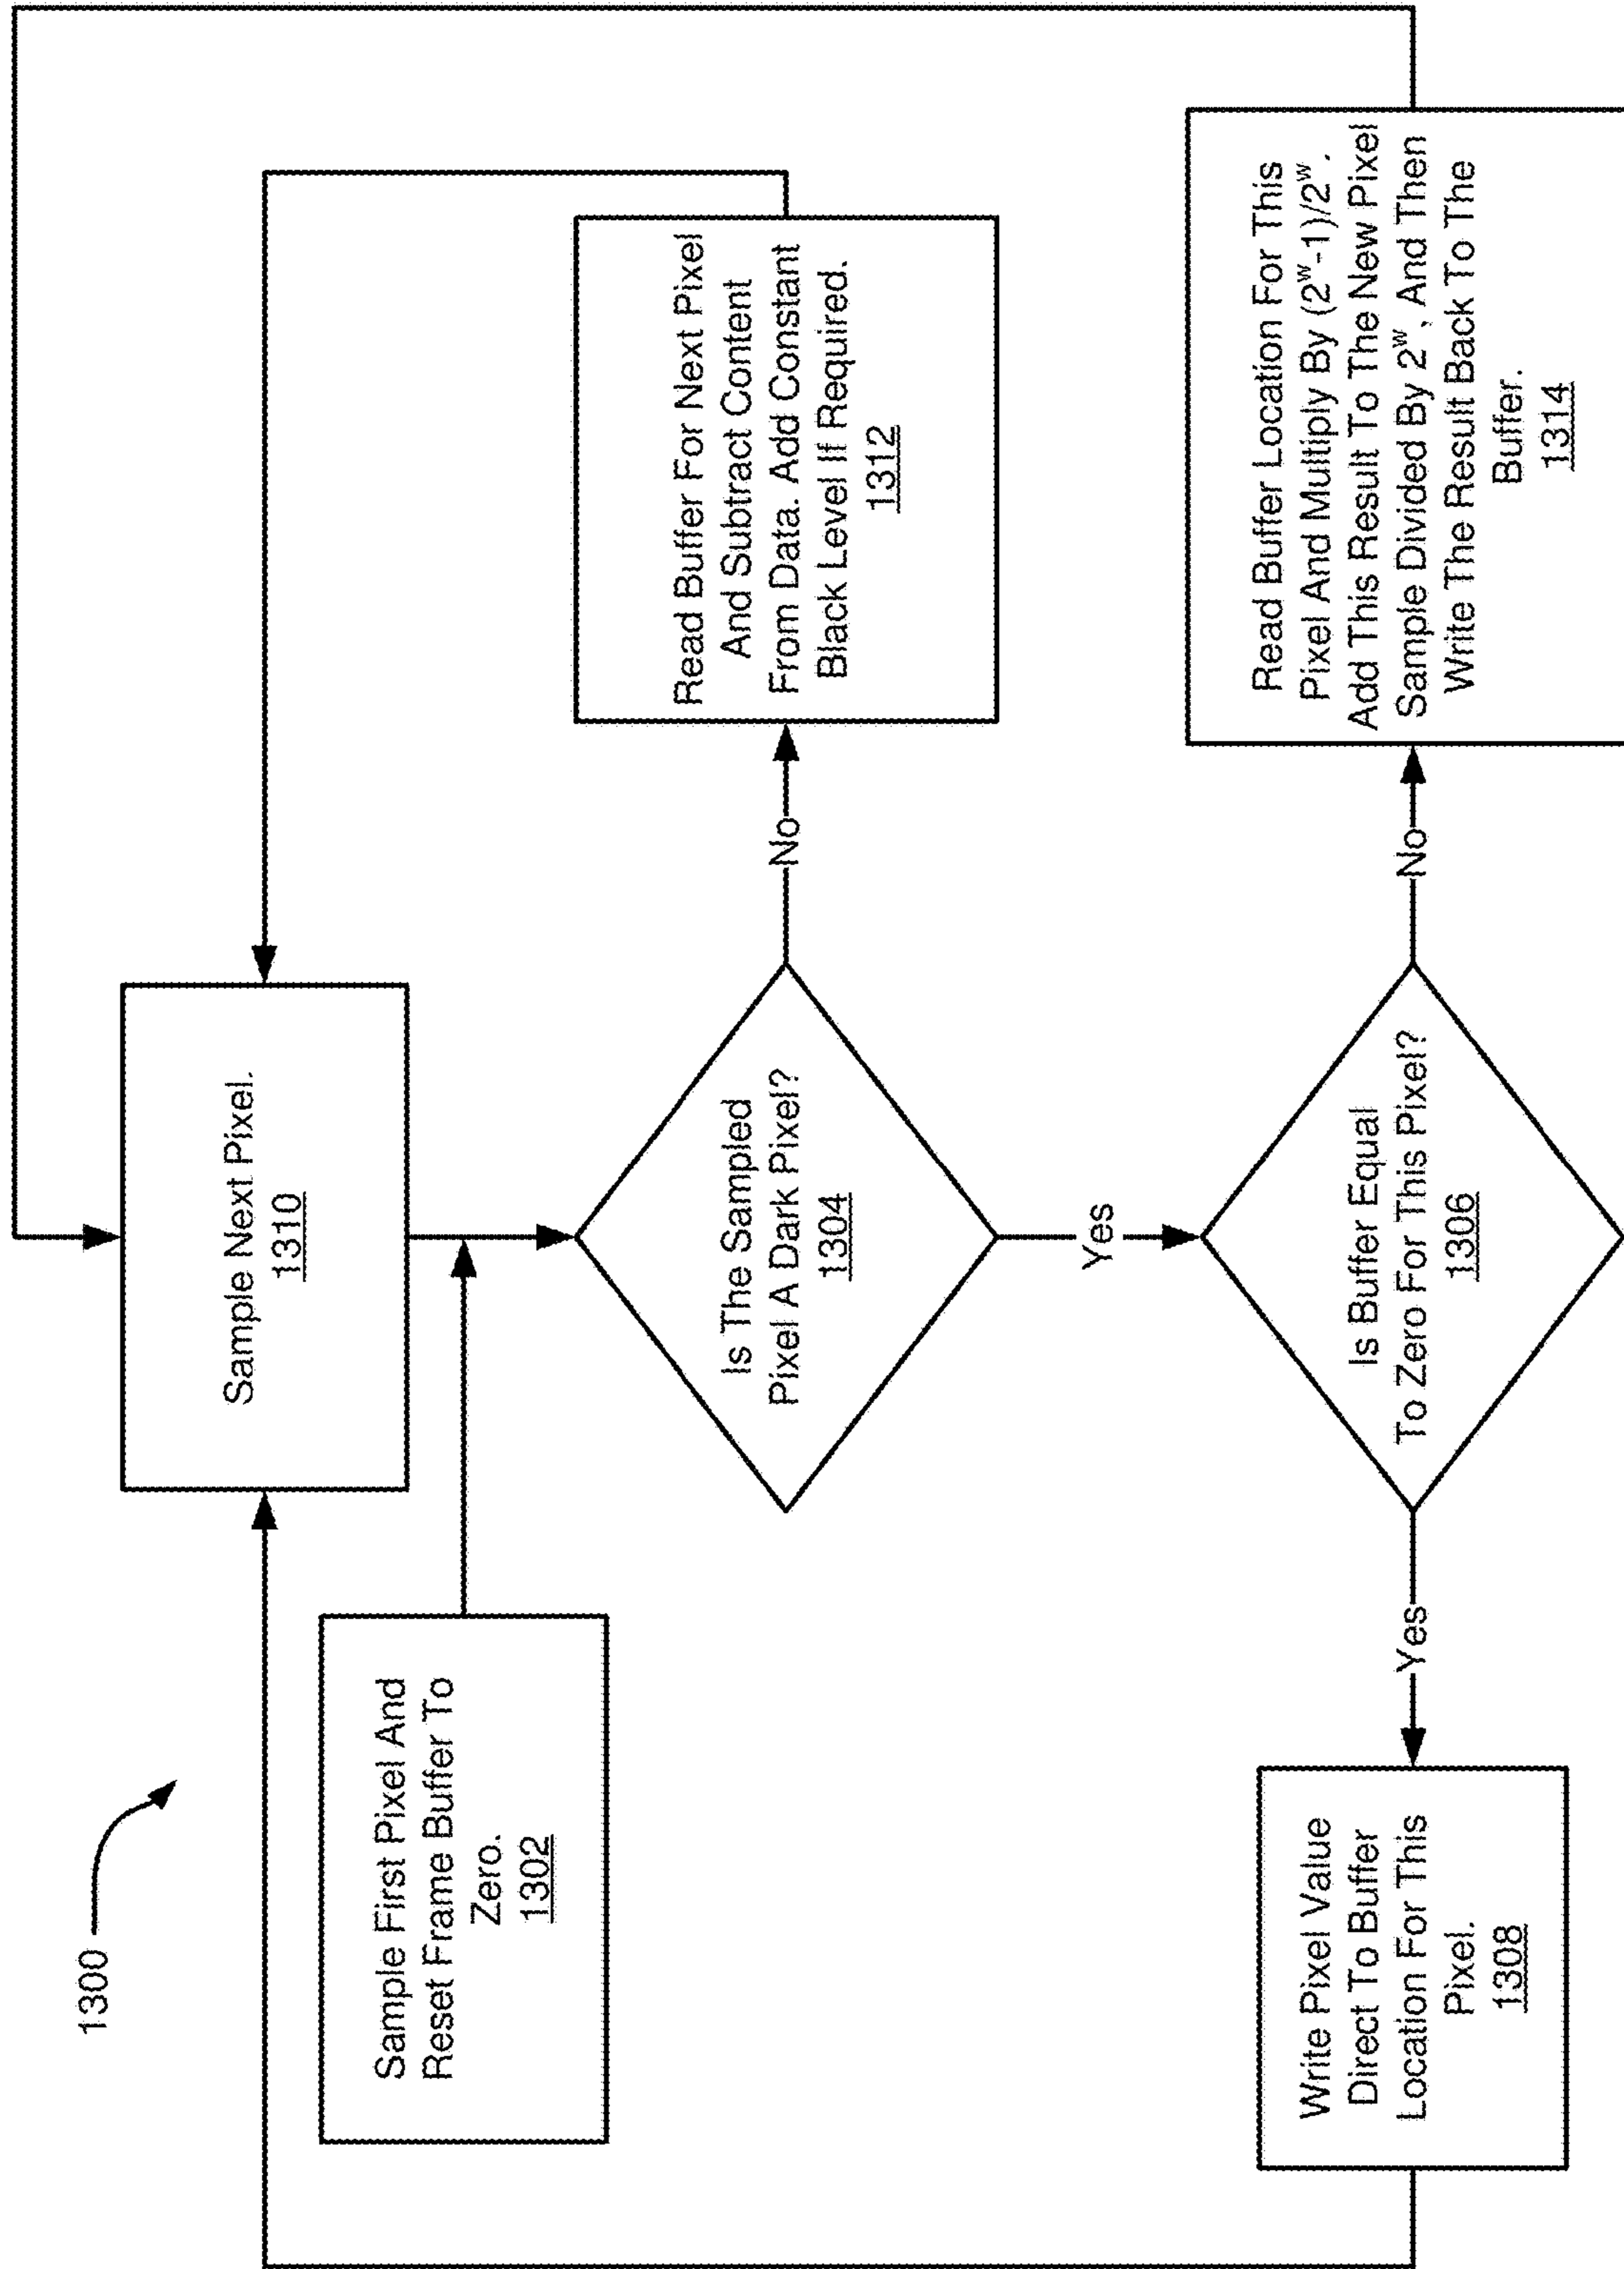 1300
Sample Next Pixel.
1310
Sample First Pixel And
Reset Frame Buffer To
Zero.
1302
Is The Sampled
Pixel A Dark Pixel?
1304
No
Read Buffer For Next Pixel
And Subtract Content
From Data. Add Constant
Black Level If Required.
1312
Yes
Is Buffer Equal
To Zero For This Pixel?
1306
Yes
No
Write Pixel Value
Direct To Buffer
Location For This
Pixel.
1308
Read Buffer Location For This
Pixel And Multiply By (2^w-1)/2^w.
Add This Result To The New Pixel
Sample Divided By 2^w, And Then
Write The Result Back To The
Buffer.
1314